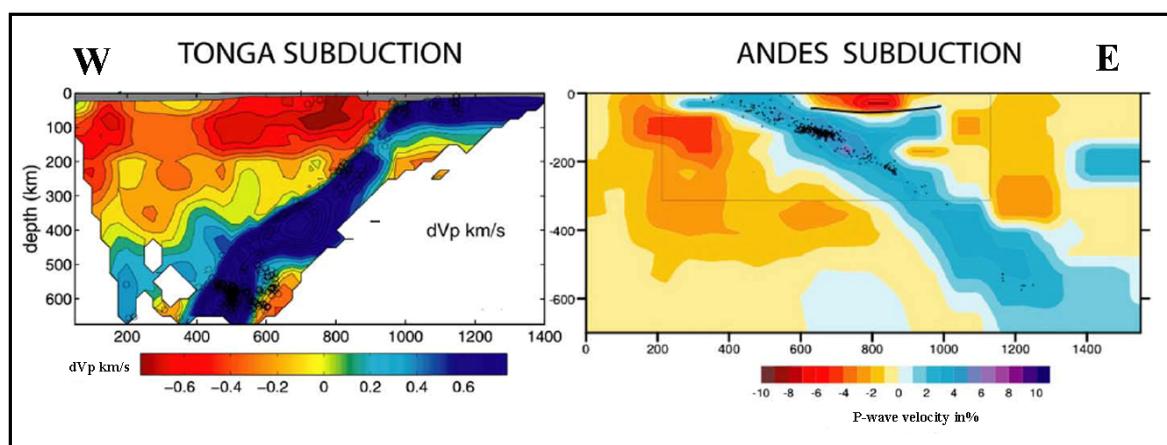 W TONGA SUBDUCTION ANDES SUBDUCTION E
0
100
200
300
400
500
600
depth (km)
dVp km/s
200 400 600 800 1000 1200 1400
dVp km/s
−0.6 −0.4 −0.2 0 0.2 0.4 0.6
0
-200
-400
-600
0 200 400 600 800 1000 1200 1400
-10 -8 -6 -4 -2 0 2 4 6 8 10
P-wave velocity in%